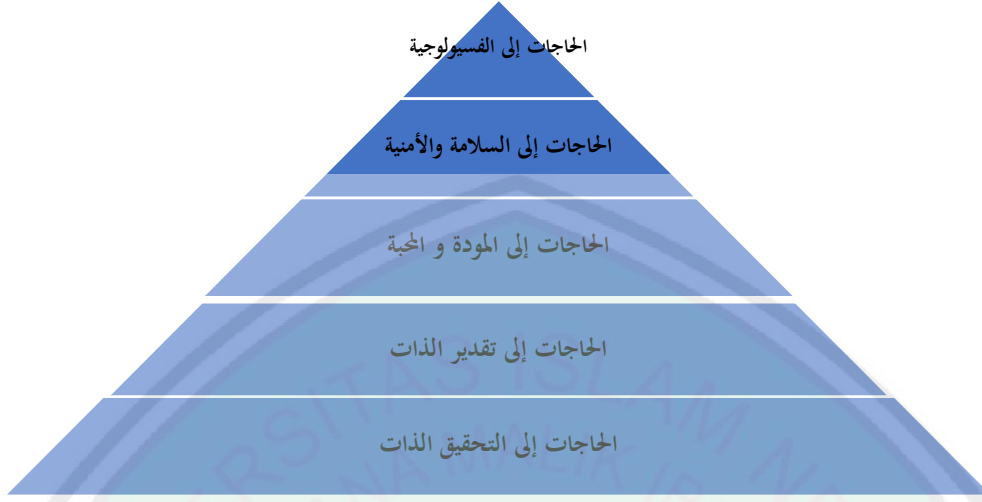 الحاجات إلى الفسيولوجية
الحاجات إلى السلامة والأمنية
الحاجات إلى المودة و المحبة
الحاجات إلى تقدير الذات
الحاجات إلى التحقيق الذات